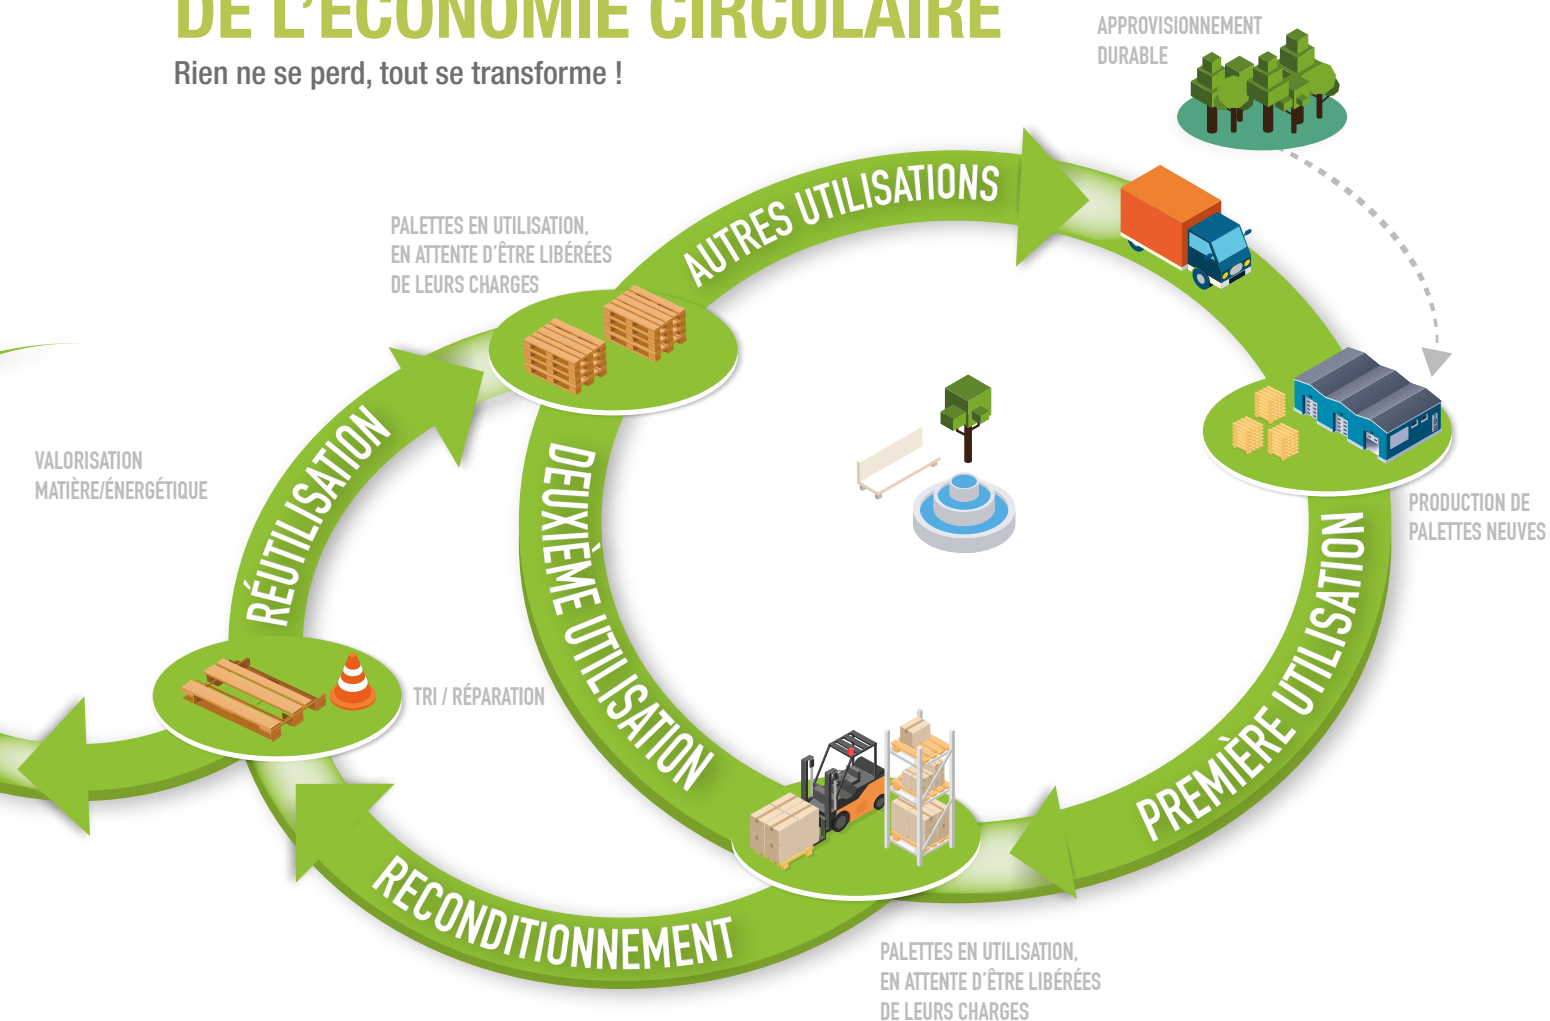 DE L'ÉCONOMIE CIRCULAIRE
Rien ne se perd, tout se transforme !
APPROVISIONNEMENT
DURABLE
AUTRES UTILISATIONS
PALETTES EN UTILISATION,
EN ATTENTE D'ÊTRE LIBÉRÉES
DE LEURS CHARGES
RÉUTILISATION
VALORISATION
MATIÈRE/ÉNERGÉTIQUE
DEUXIÈME UTILISATION
PRODUCTION DE
PALETTES NEUVES
PREMIÈRE UTILISATION
TRI / RÉPARATION
RECONDITIONNEMENT
PALETTES EN UTILISATION,
EN ATTENTE D'ÊTRE LIBÉRÉES
DE LEURS CHARGES